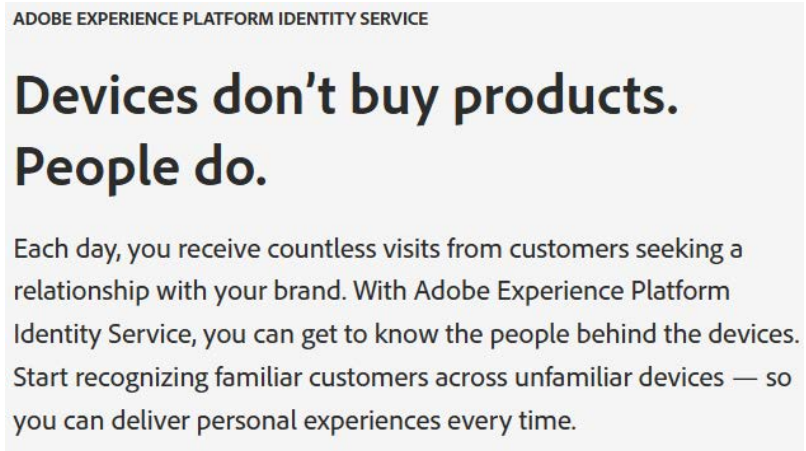 ADOBE EXPERIENCE PLATFORM IDENTITY SERVICE
Devices don’t buy products.
People do.
Each day, you receive countless visits from customers seeking a
relationship with your brand. With Adobe Experience Platform
Identity Service, you can get to know the people behind the devices.
Start recognizing familiar customers across unfamiliar devices — so
you can deliver personal experiences every time.